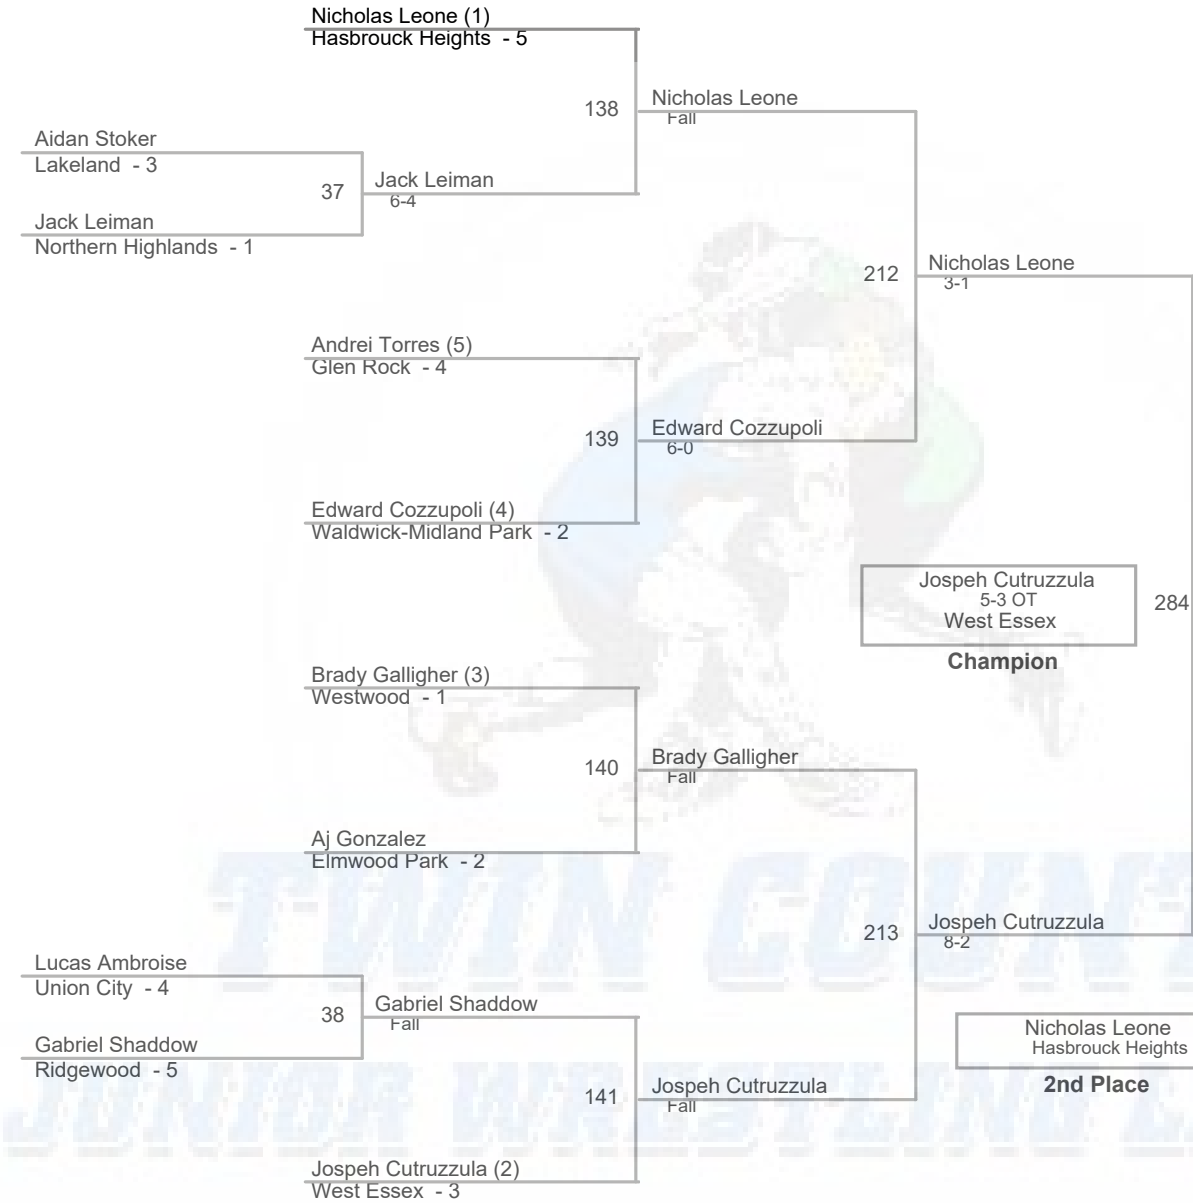 Nicholas Leone (1)
Hasbrouck Heights - 5
138
Nicholas Leone
Fall
Aidan Stoker
Lakeland - 3
37
Jack Leiman
6-4
Jack Leiman
Northern Highlands - 1
212
Nicholas Leone
3-1
Andrei Torres (5)
Glen Rock - 4
139
Edward Cozzupoli
6-0
Edward Cozzupoli (4)
Waldwick-Midland Park - 2
Jospeh Cutruzzula
5-3 OT
West Essex
284
Champion
Brady Galligher (3)
Westwood - 1
140
Brady Galligher
Fall
Aj Gonzalez
Elmwood Park - 2
TWIN COUNT
213
Jospeh Cutruzzula
8-2
Lucas Ambroise
Union City - 4
38
Gabriel Shaddow
Fall
Gabriel Shaddow
Ridgewood - 5
Nicholas Leone
Hasbrouck Heights
2nd Place
141
Jospeh Cutruzzula
Fall
JUNIOR WRESTLING L
Jospeh Cutruzzula (2)
West Essex - 3